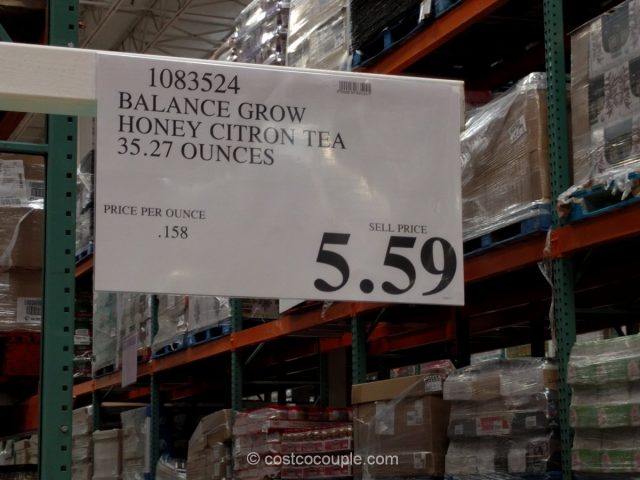 1083524
BALANCE GROW
HONEY CITRON TEA
35.27 OUNCES
PRICE PER OUNCE
.158
SELL PRICE
5.59
© costcocouple.com